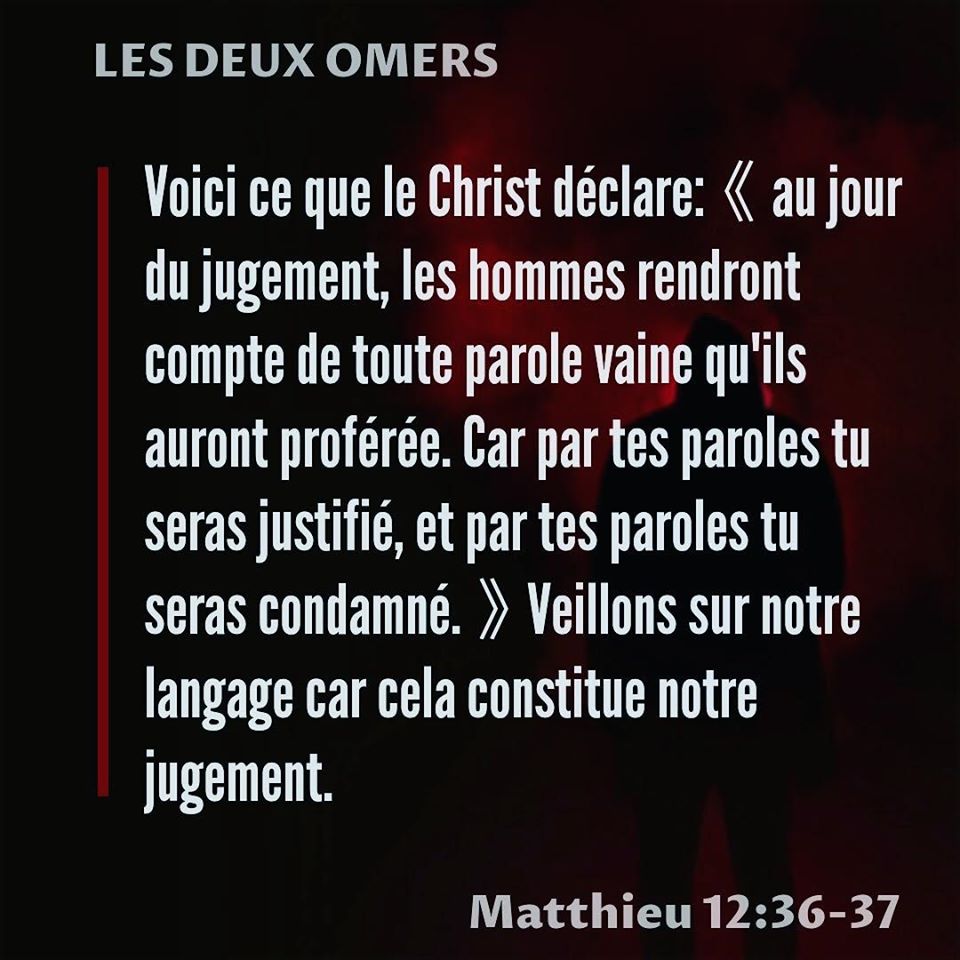 LES DEUX OMERS
Voici ce que le Christ déclare: 《 au jour
du jugement, les hommes rendront
compte de toute parole vaine qu'ils
auront proférée. Car par tes paroles tu
seras justifié, et par tes paroles tu
seras condamné. 》 Veillons sur notre
langage car cela constitue notre
jugement.
Matthieu 12:36-37